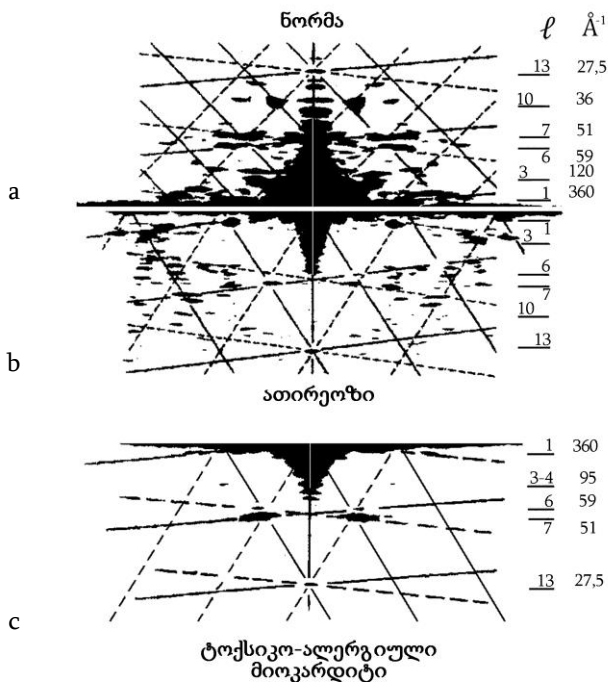 ნორმა
ℓ Å-1
13 27,5
10 36
7 51
6 59
3 120
a
1 360
1
3
6
7
10
13
b
ათირეოზი
1 360
3-4 95
6 59
7 51
13 27,5
c
ტოქსიკო-ალერგიული
მიოკარდიტი